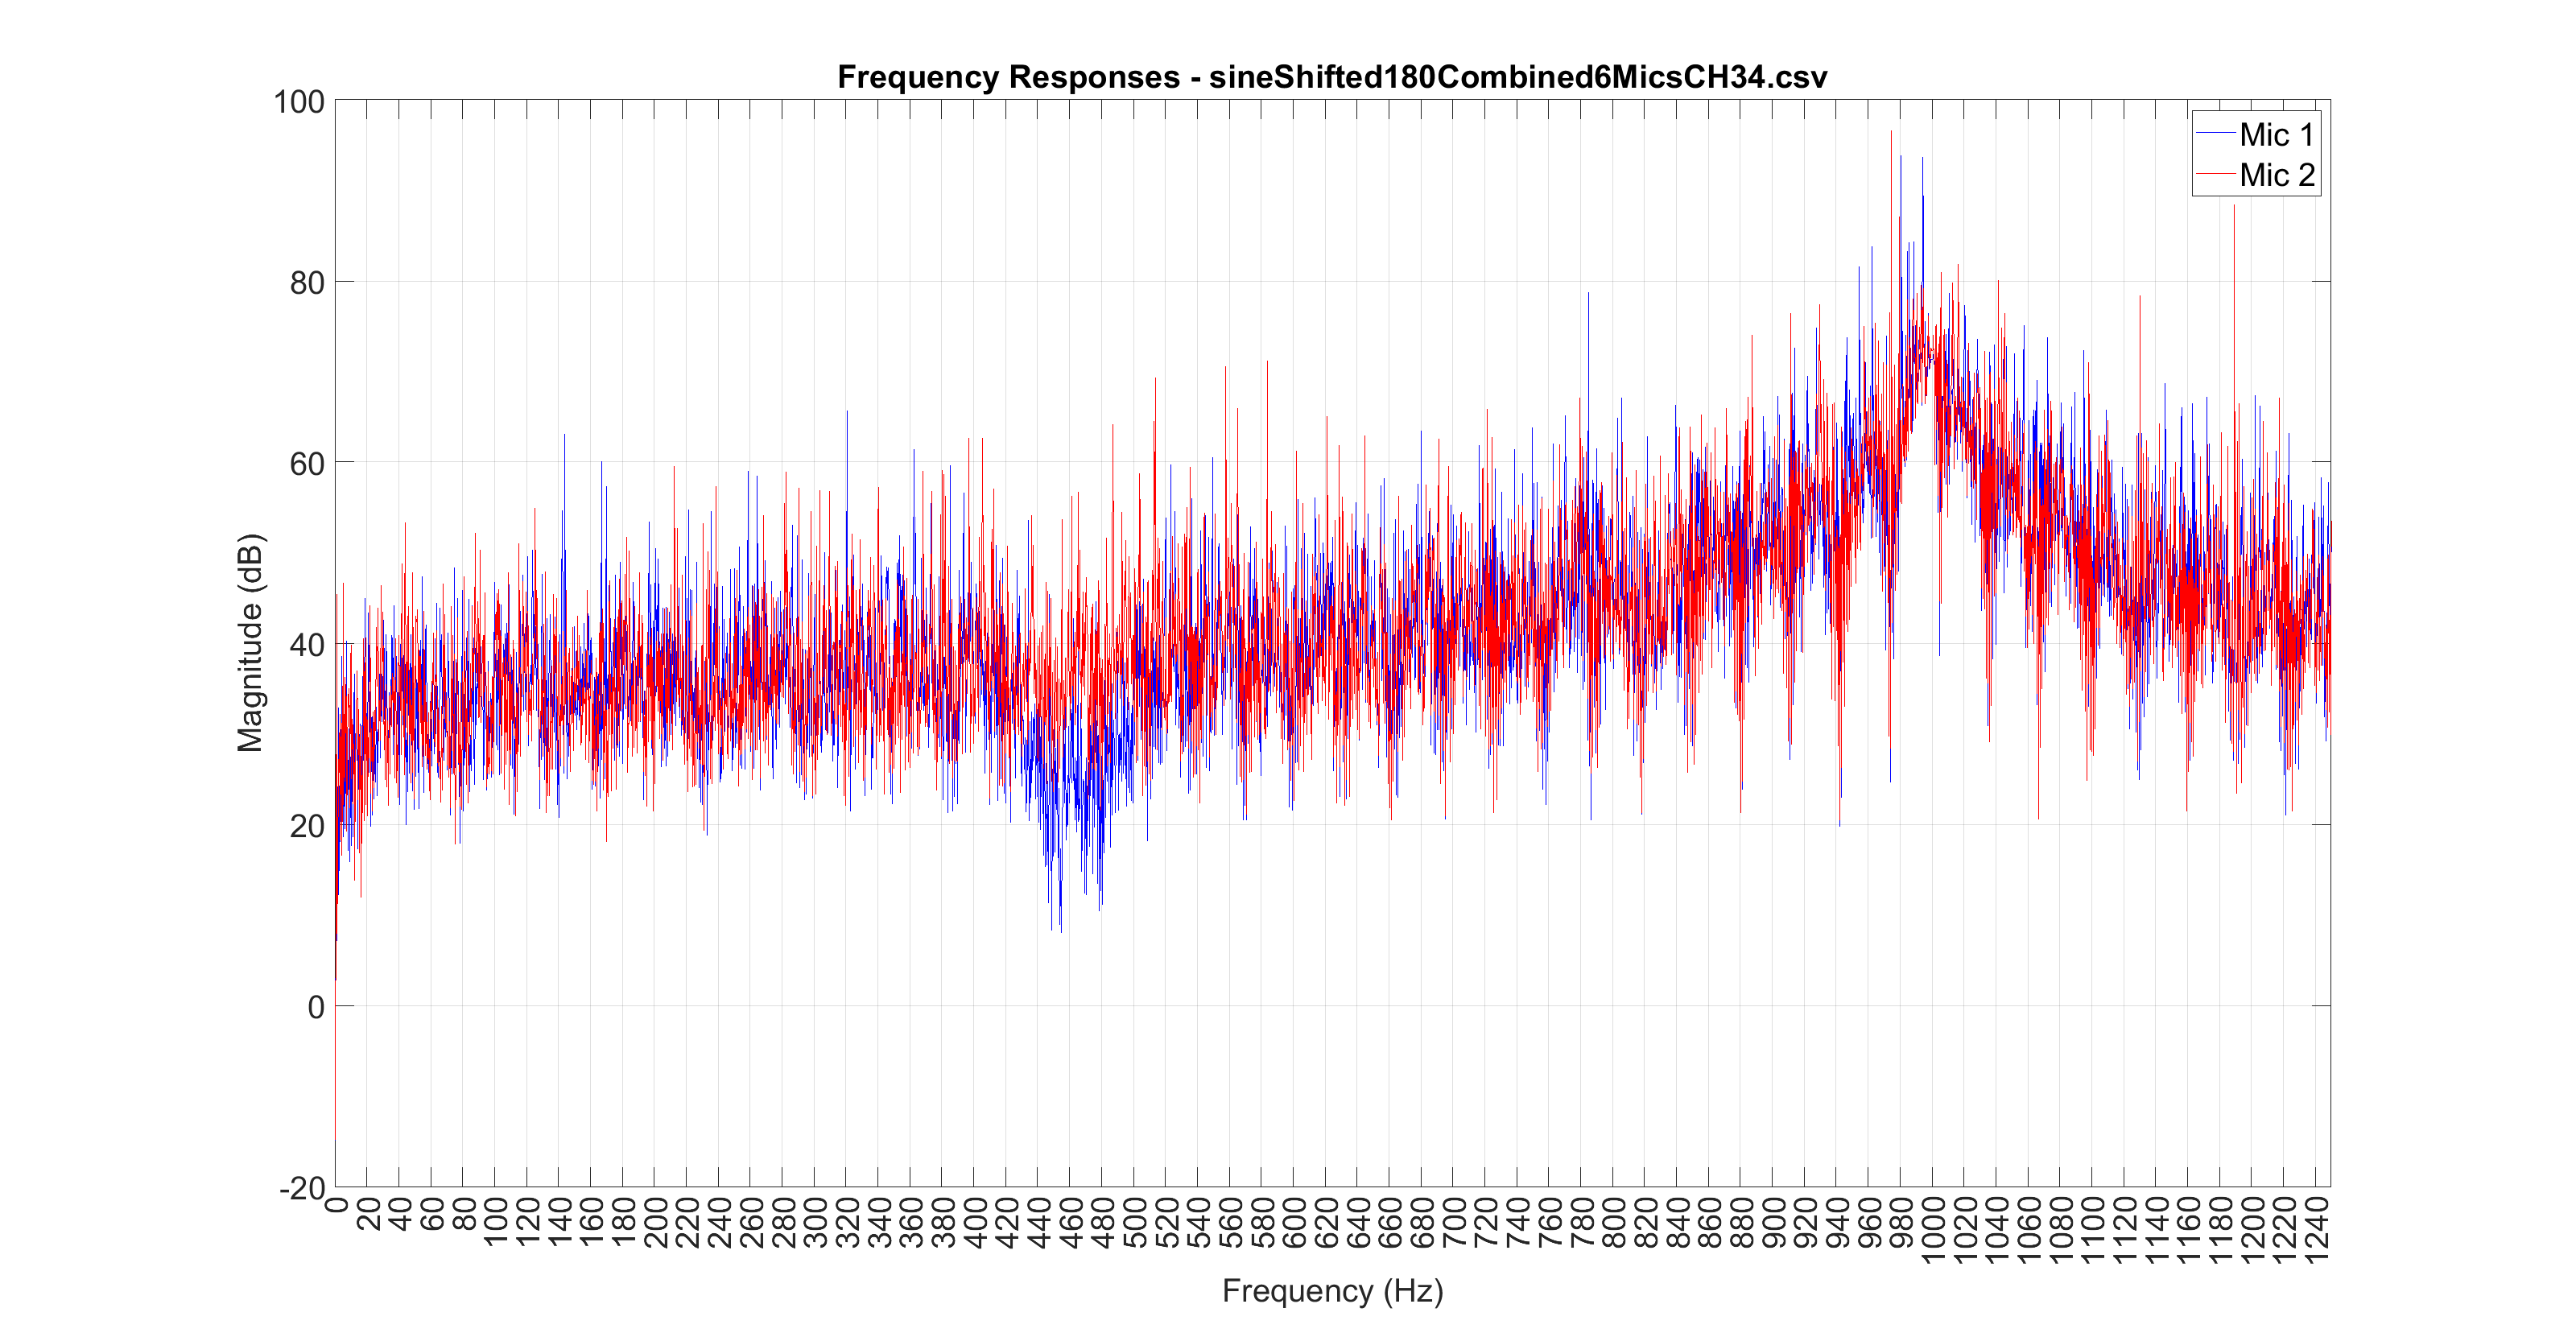 Frequency Responses - sineShifted180Combined6MicsCH34.csv
Mic 1
Mic 2
Magnitude (dB)
100
80
60
40
20
0
-20
0 20 40 60 80 100 120 140 160 180 200 220 240 260 280 300 320 340 360 380 400 420 440 460 480 500 520 540 560 580 600 620 640 660 680 700 720 740 760 780 800 820 840 860 880 900 920 940 960 980 1000 1020 1040 1060 1080 1100 1120 1140 1160 1180 1200 1220 1240
Frequency (Hz)